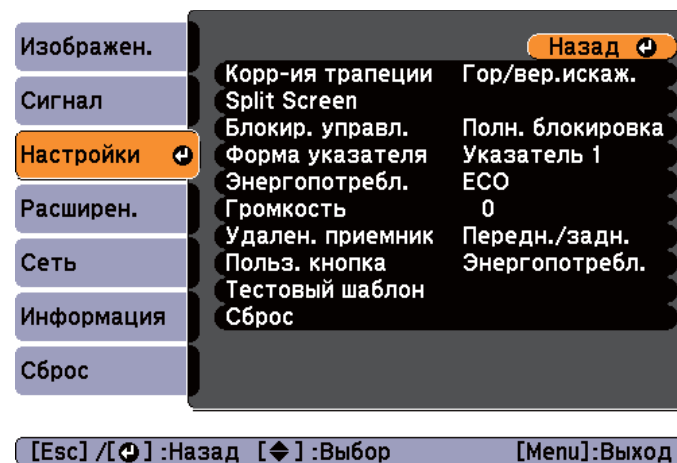 Изображен.
Сигнал
Настройки
Расширен.
Сеть
Информация
Сброс
Назад
Корр-ия трапеции Гор/вер.искаж.
Split Screen
Блокир. управл. Полн. блокировка
Форма указателя Указатель 1
Энергопотребл. ECO
Громкость 0
Удален. приемник Передн./задн.
Польз. кнопка Энергопотребл.
Тестовый шаблон
Сброс
[Esc] /[⏎] :Назад [◆] :Выбор [Menu]:Выход